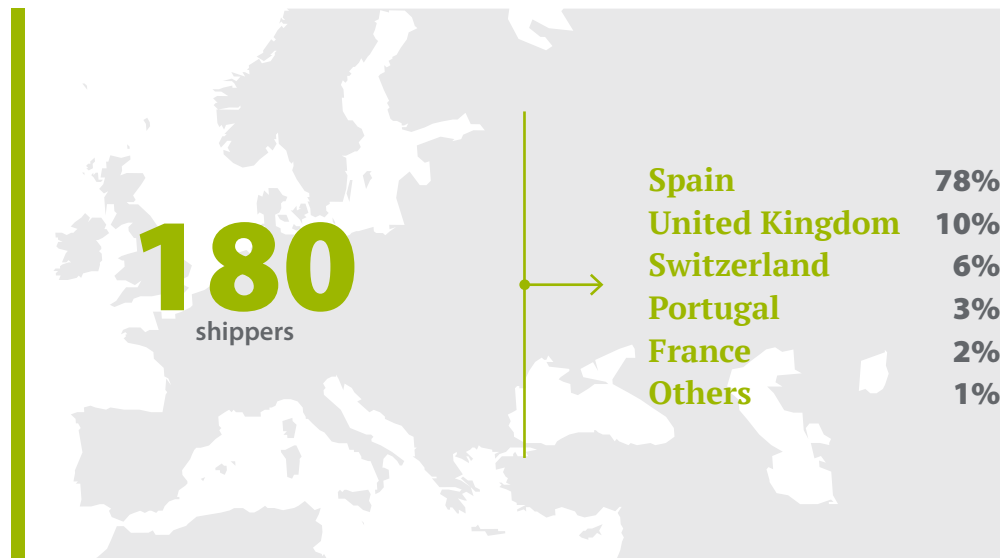 180
shippers
Spain 78%
United Kingdom 10%
Switzerland 6%
Portugal 3%
France 2%
Others 1%